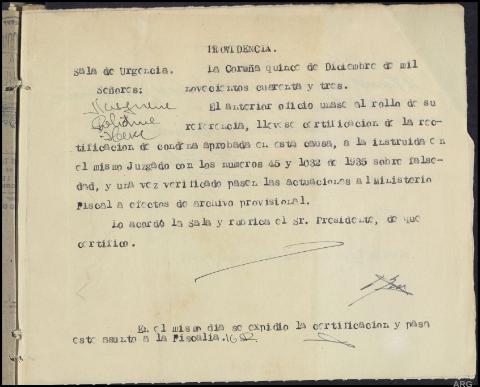 PROVIDENCIA.
Sala de Urgencia. La Coruña quince de Diciembre de mil
Señores: novecientos cuarenta y tres.
El anterior oficio unase al rollo de su
referencia, llevese certificacion de la rec-
tificacion de condena aprobada en esta causa, a la instruida en
el mismo Juzgado con los numeros 45 y 1032 de 1935 sobre false-
dad, y una vez verificado pasen las actuaciones al Ministerio
Fiscal a efectos de archivo provisional.
Lo acordó la Sala y rubrica el Sr. Presidente, de que
certifico.
En el mismo dia se expidio la certificacion y pasa
este asunto a la Fiscalia.
ARG